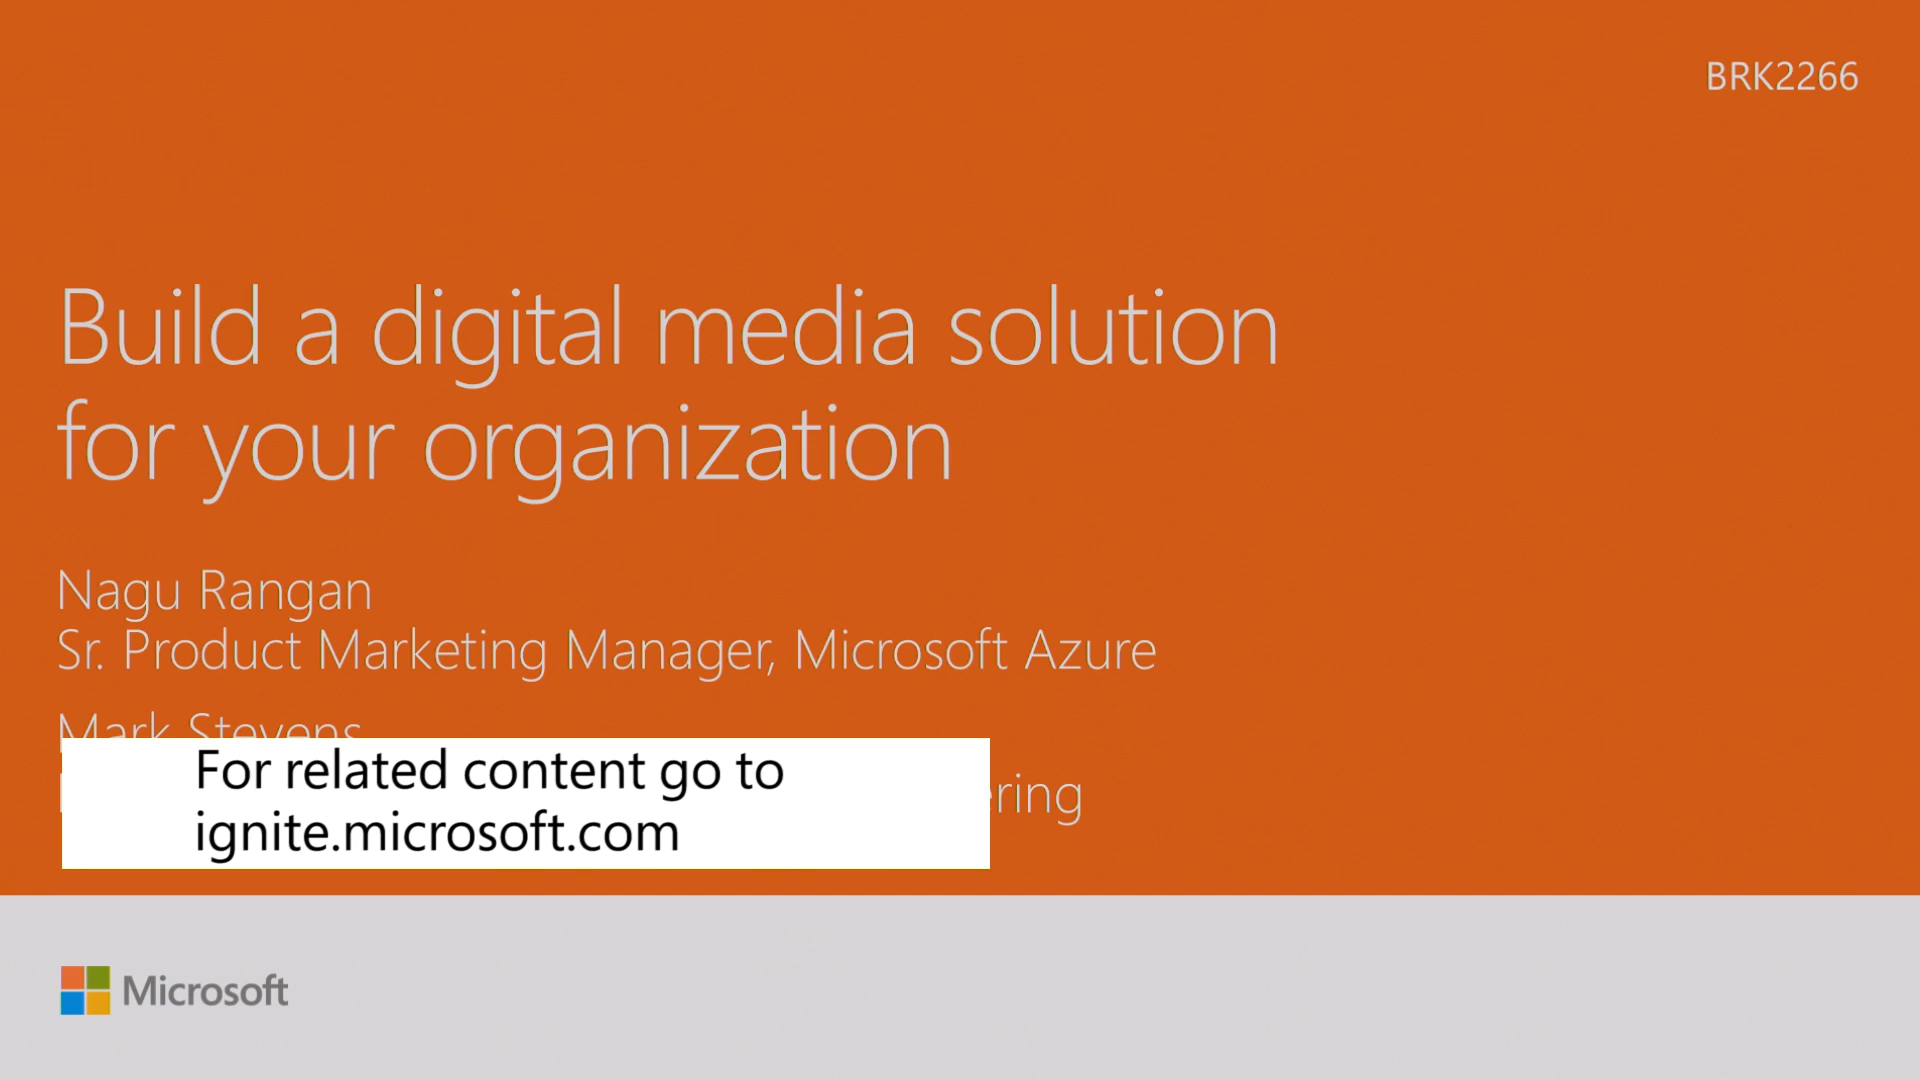 BRK2266
Build a digital media solution
for your organization
Nagu Rangan
Sr. Product Marketing Manager, Microsoft Azure
Mark Stevens
For related content go to
ignite.microsoft.com
Microsoft